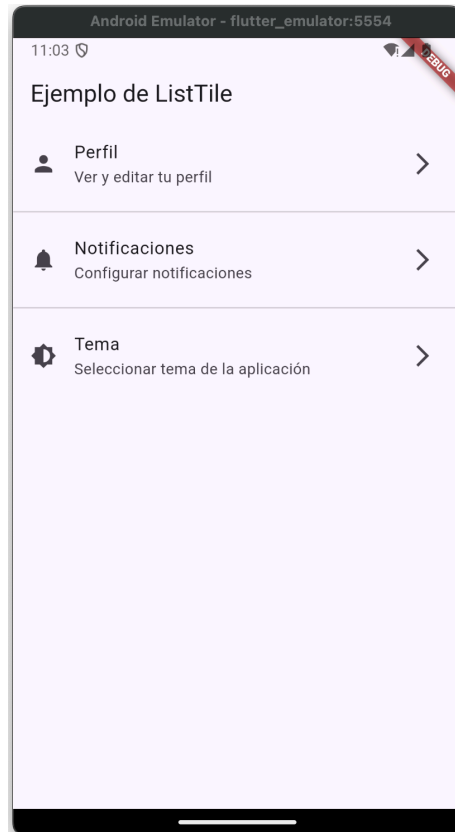 Android Emulator - flutter_emulator:5554
11:03
DEBUG
Ejemplo de ListTile
Perfil
Ver y editar tu perfil
Notificaciones
Configurar notificaciones
Tema
Seleccionar tema de la aplicación